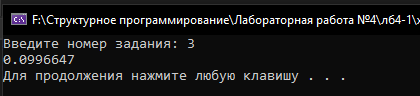 F:\Структурное программирование\Лабораторная работа №4\л64-1\
Введите номер задания: 3
0.0996647
Для продолжения нажмите любую клавишу . . .